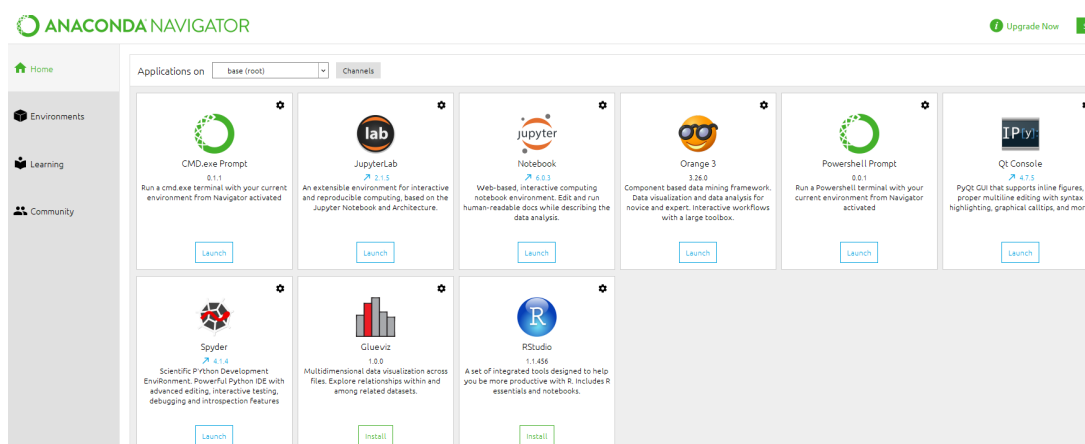 ANACONDA NAVIGATOR
Upgrade Now
Home
Environments
Learning
Community
Applications on
base (root)
Channels
CMD.exe Prompt
0.1.1
Run a cmd.exe terminal with your current
environment from Navigator activated
Launch
lab
JupyterLab
2.1.5
An extensible environment for interactive
and reproducible computing, based on the
Jupyter Notebook and Architecture.
Launch
jupyter
Notebook
6.0.3
Web-based, interactive computing
notebook environment. Edit and run
human-readable docs while describing the
data analysis.
Launch
Orange 3
3.26.0
Component based data mining framework.
Data visualization and data analysis for
novice and expert. Interactive workflows
with a large toolbox.
Launch
Powershell Prompt
0.0.1
Run a Powershell terminal with your
current environment from Navigator
activated
Launch
IP[y]:
Qt Console
4.7.5
PyQt GUI that supports inline figures,
proper multiline editing with syntax
highlighting, graphical calltips, and mor
Launch
Spyder
4.1.4
Scientific PYthon Development
EnviRonment. Powerful Python IDE with
advanced editing, interactive testing,
debugging and introspection features
Launch
Glueviz
1.0.0
Multidimensional data visualization across
files. Explore relationships within and
among related datasets.
Install
R
RStudio
1.1.456
A set of integrated tools designed to help
you be more productive with R. Includes R
essentials and notebooks.
Install